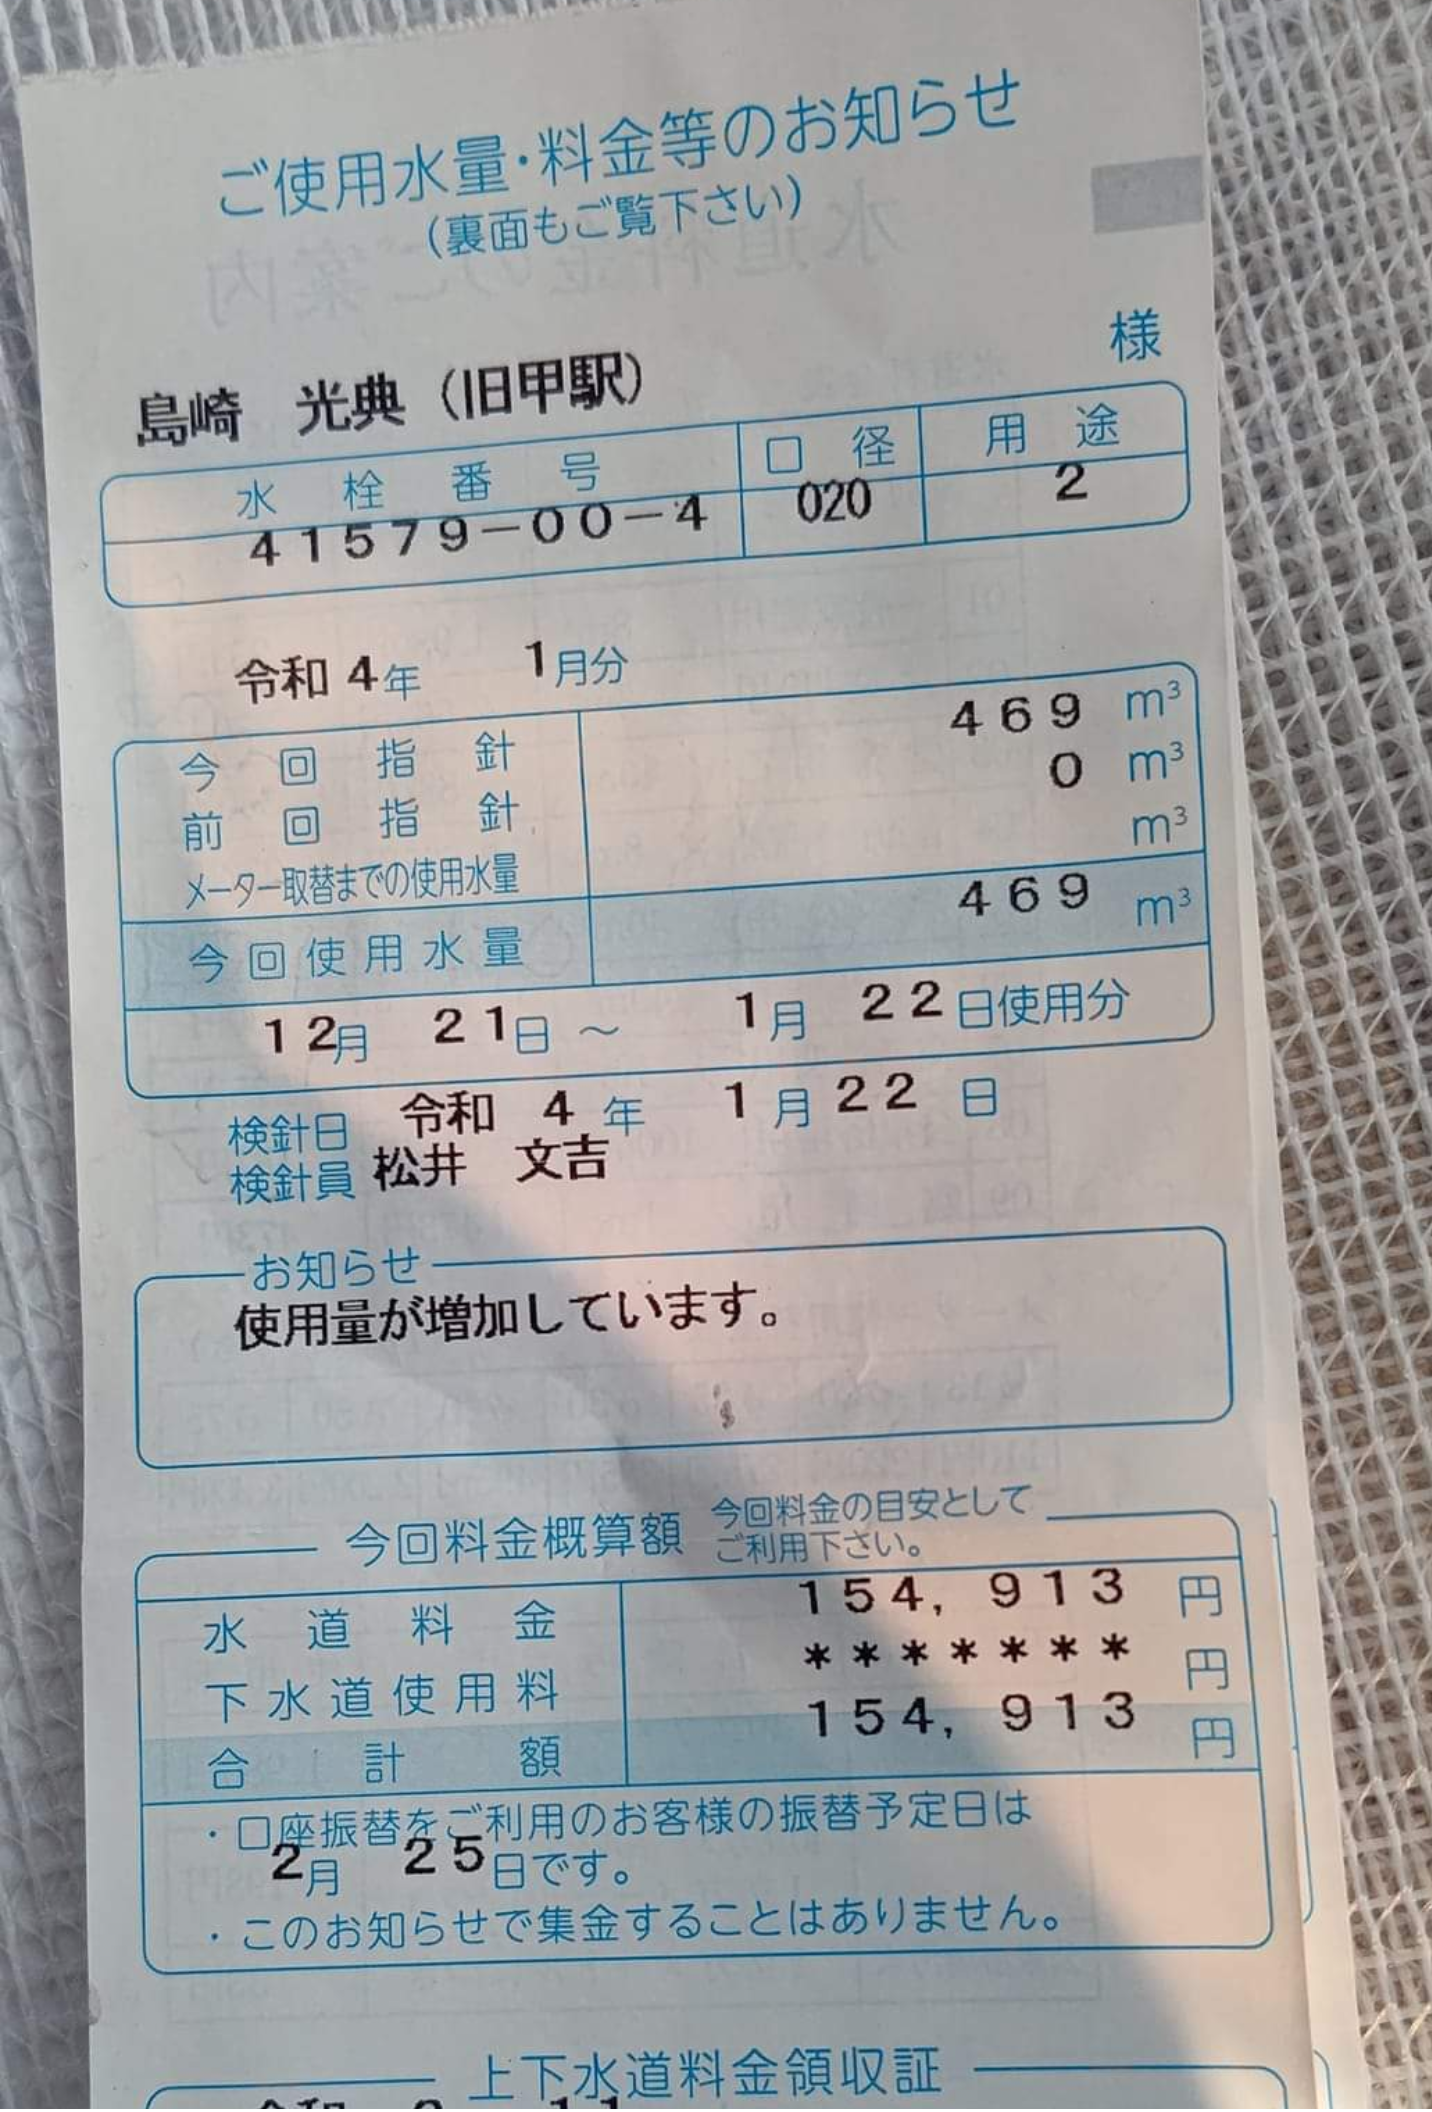 ご使用水量・料金等のお知らせ
(裏面もご覧下さい)
様
島崎 光典(旧甲駅)
水栓番号 口径 用途
41579-00-4 020 2
令和4年 1月分
今回指針 469 m³
前回指針 0 m³
メーター取替までの使用水量 m³
今回使用水量 469 m³
12月 21日 ～ 1月 22日使用分
検針日 令和 4年 1月22日
検針員 松井 文吉
お知らせ
使用量が増加しています。
今回料金概算額 今回料金の目安として
ご利用下さい。
水道料金 154,913 円
下水道使用料 ******* 円
合計額 154,913 円
・口座振替をご利用のお客様の振替予定日は
2月 25日です。
・このお知らせで集金することはありません。
上下水道料金領収証